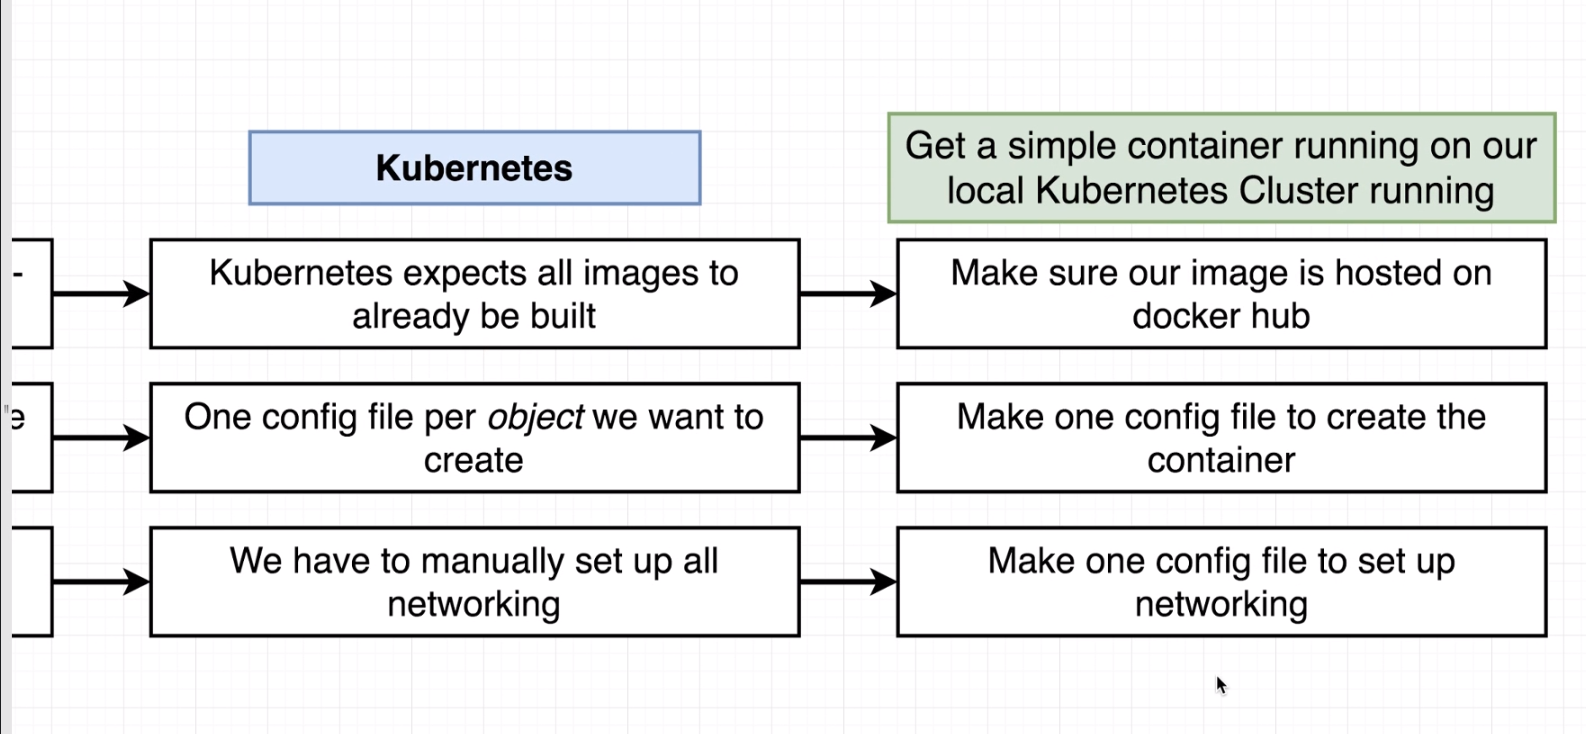 Kubernetes
Get a simple container running on our
local Kubernetes Cluster running
-
Kubernetes expects all images to
already be built
Make sure our image is hosted on
docker hub
e
One config file per object we want to
create
Make one config file to create the
container
We have to manually set up all
networking
Make one config file to set up
networking